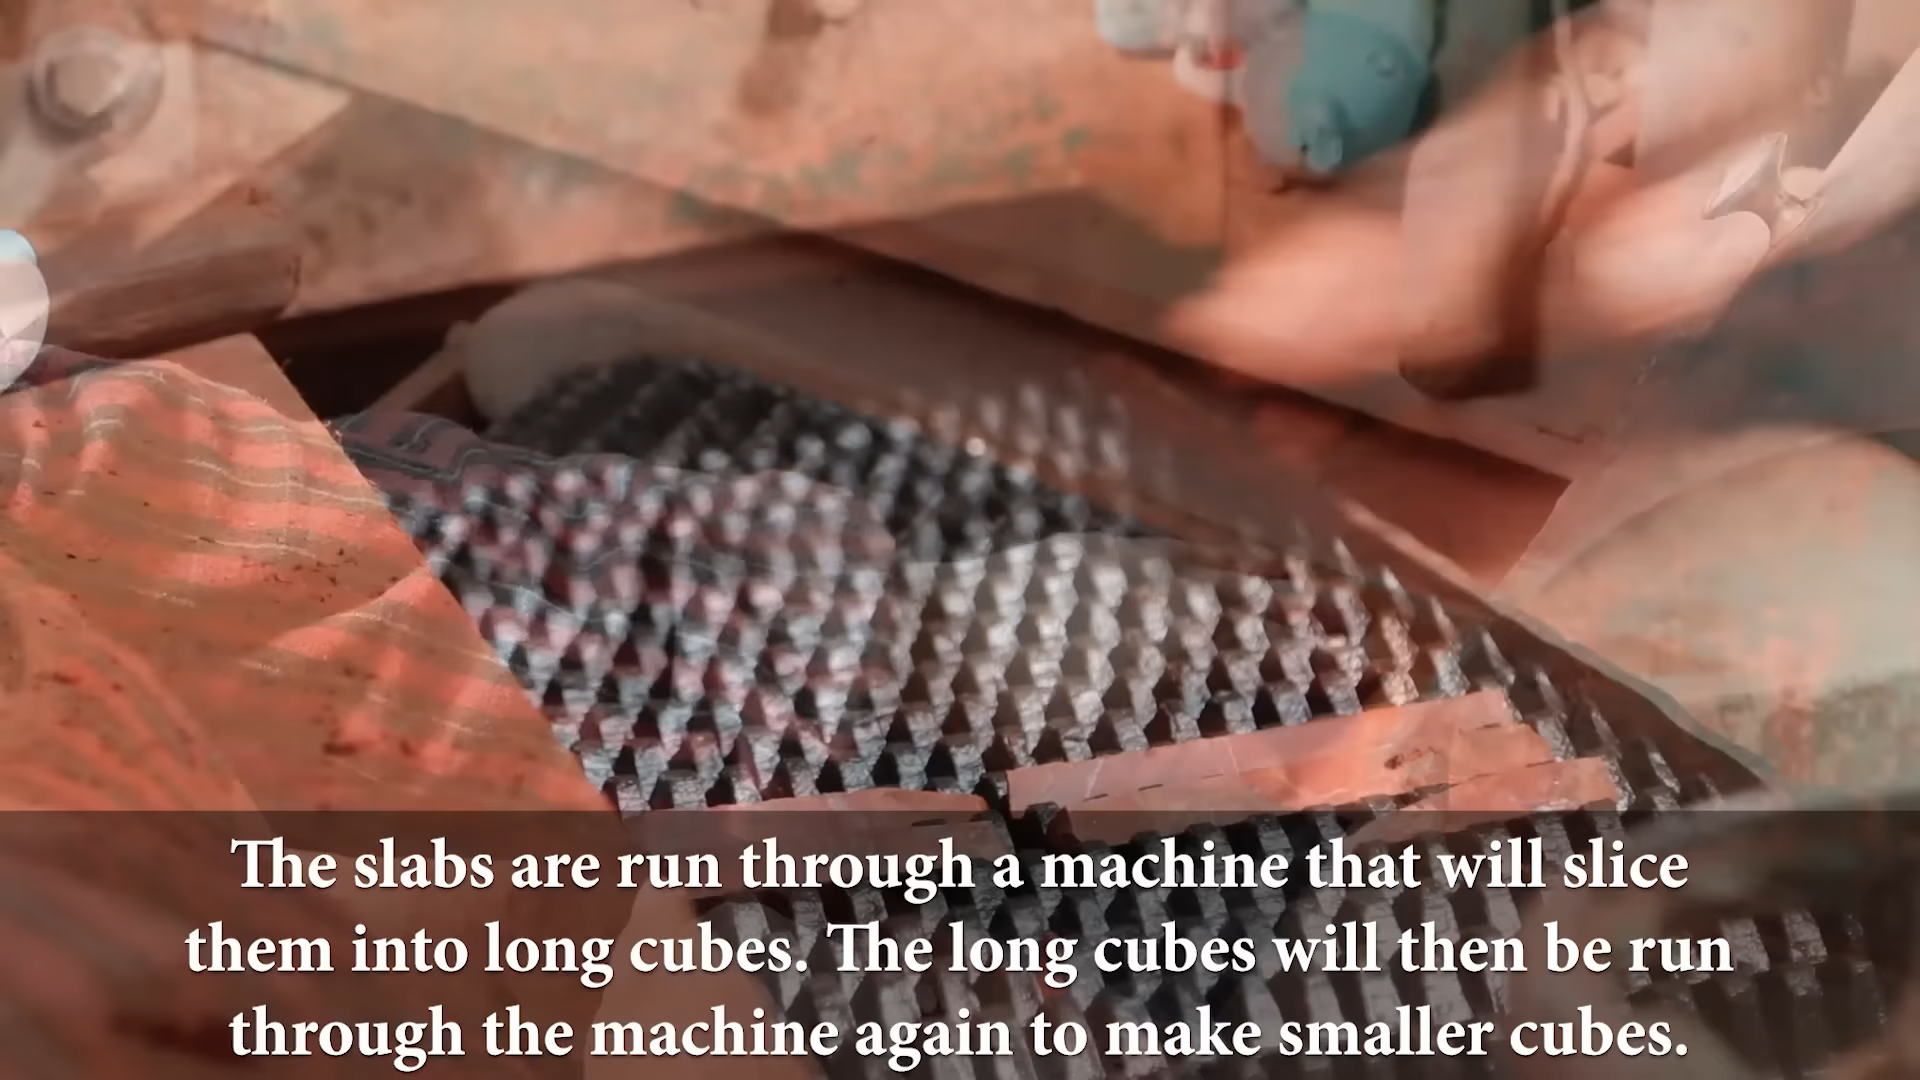 The slabs are run through a machine that will slice
them into long cubes. The long cubes will then be run
through the machine again to make smaller cubes.